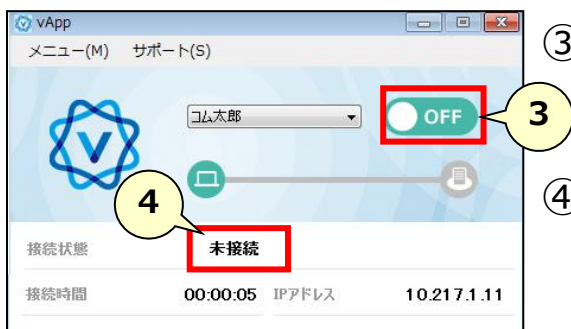 vApp
メニュー(M) サポート(S)
③
コム太郎
OFF
3
④
4
接続状態 未接続
接続時間 00:00:05 IPアドレス 10.217.1.11